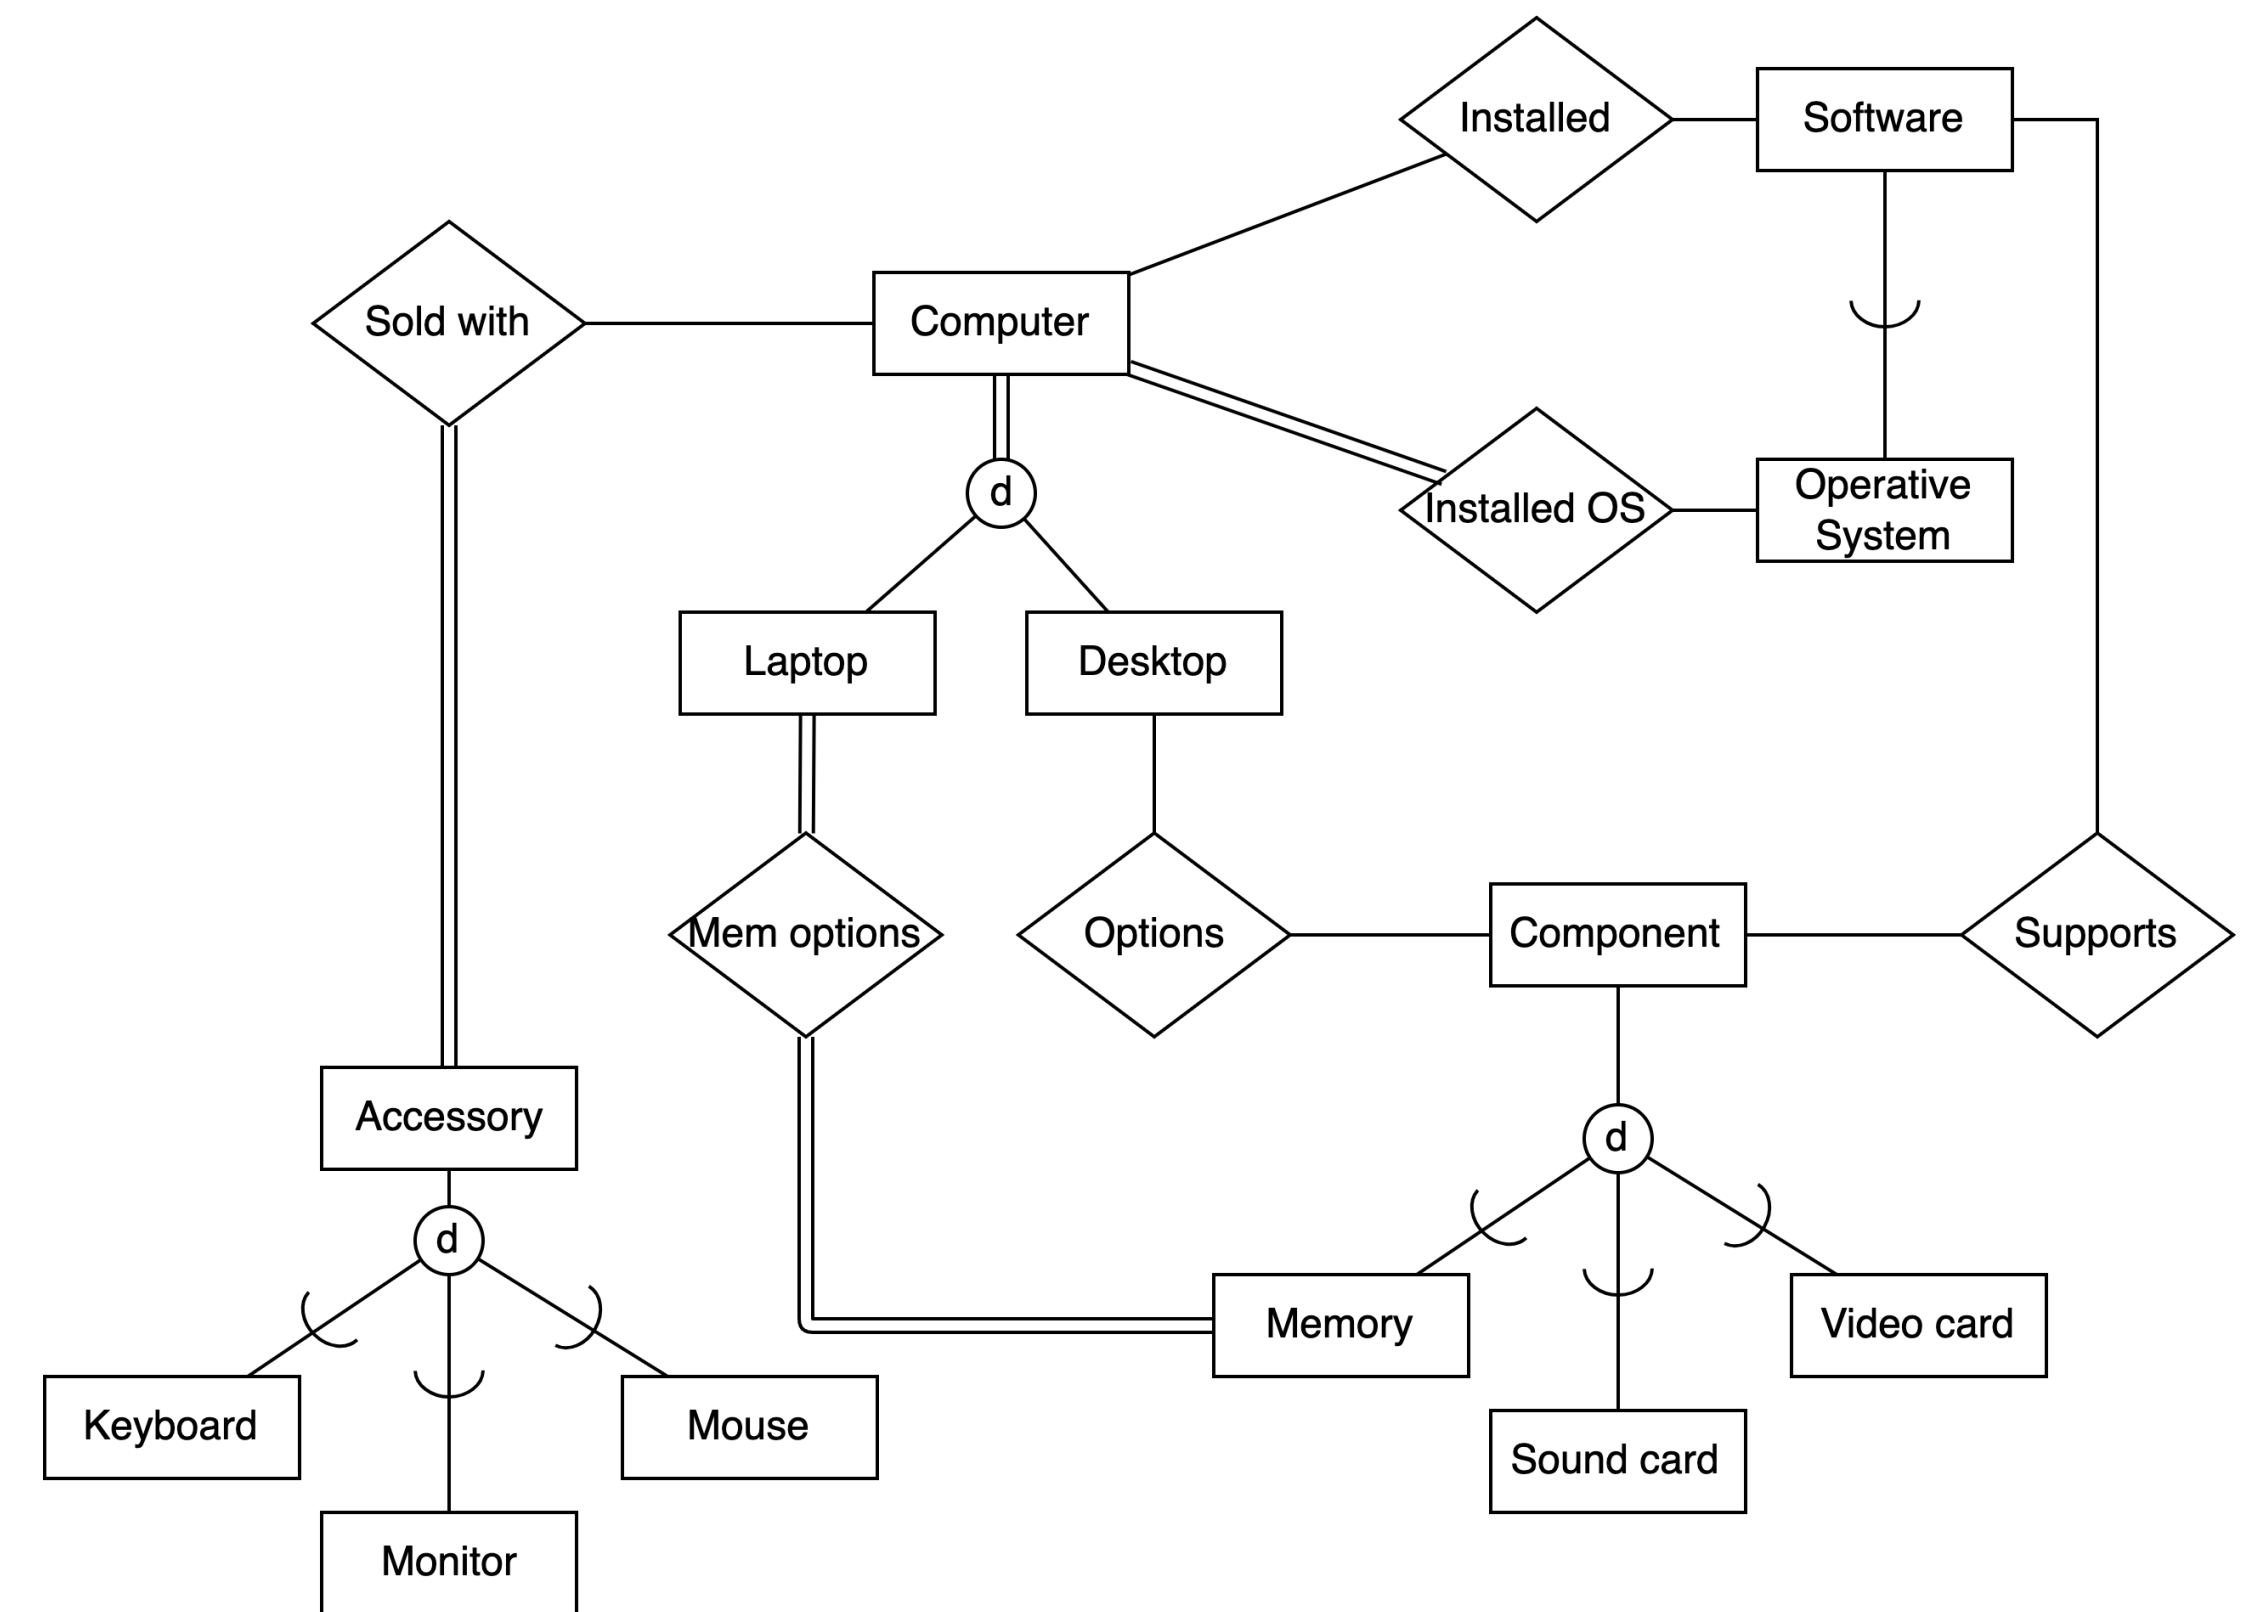 Installed
Software
Sold with
Computer
d
Installed OS
Operative
System
Laptop
Desktop
Mem options
Options
Component
Supports
Accessory
d
d
Memory
Video card
Keyboard
Mouse
Sound card
Monitor